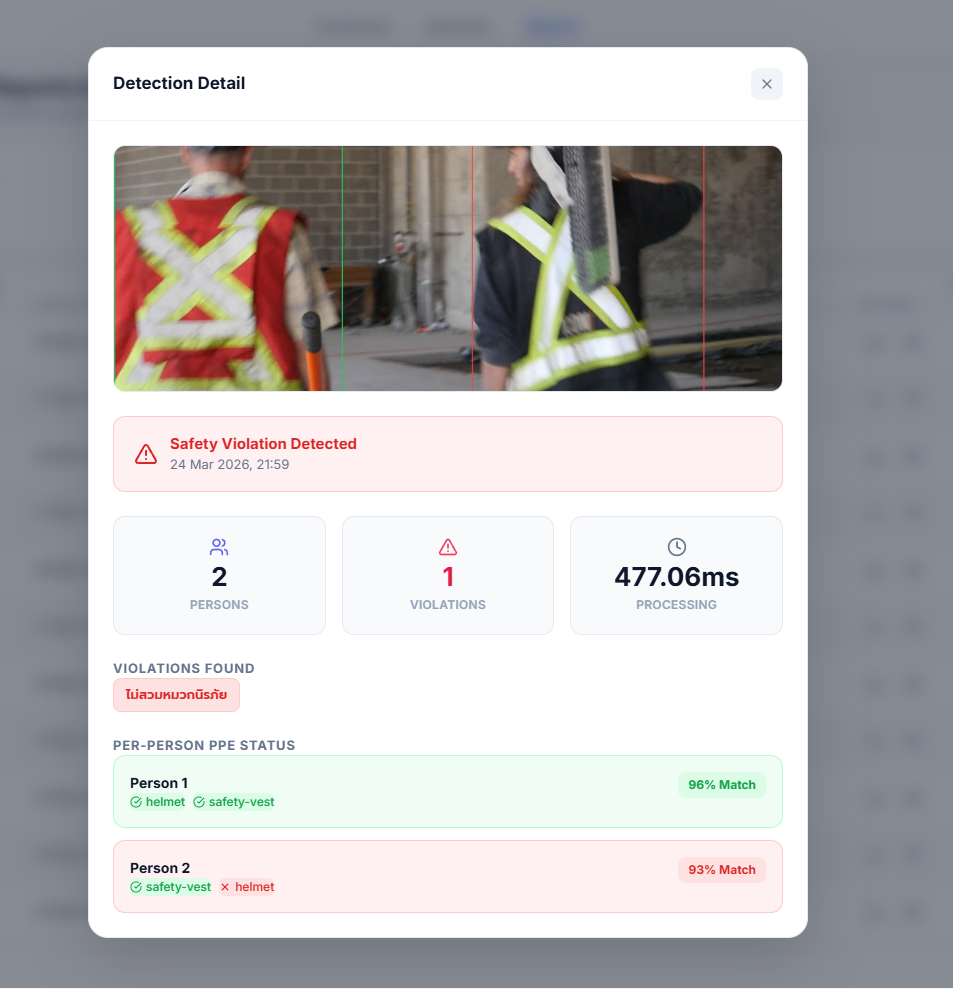 Detection Detail
Safety Violation Detected
24 Mar 2026, 21:59
2
PERSONS
1
VIOLATIONS
477.06ms
PROCESSING
VIOLATIONS FOUND
ไม่สวมหมวกนิรภัย
PER-PERSON PPE STATUS
Person 1
96% Match
helmet safety-vest
Person 2
93% Match
safety-vest helmet